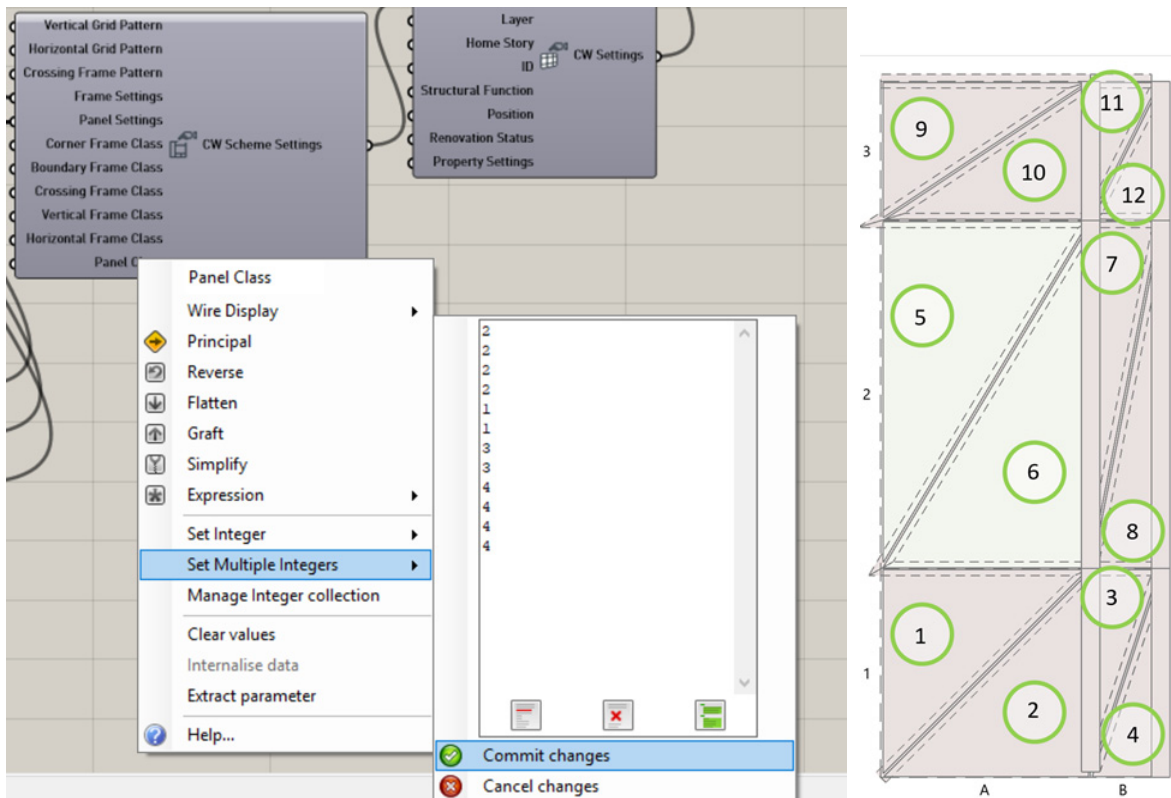 Vertical Grid Pattern
Horizontal Grid Pattern
Crossing Frame Pattern
Frame Settings
Panel Settings
Corner Frame Class
Boundary Frame Class
Crossing Frame Class
Vertical Frame Class
Horizontal Frame Class
Panel C
CW Scheme Settings
Layer
Home Story
ID
Structural Function
Position
Renovation Status
Property Settings
CW Settings
Panel Class
Wire Display
Principal
Reverse
Flatten
Graft
Simplify
Expression
Set Integer
Set Multiple Integers
Manage Integer collection
Clear values
Internalise data
Extract parameter
Help...
2
2
2
2
1
1
3
3
4
4
4
4
Commit changes
Cancel changes
11
9
3
10
12
7
5
2
6
8
3
1
1
2
4
A
B